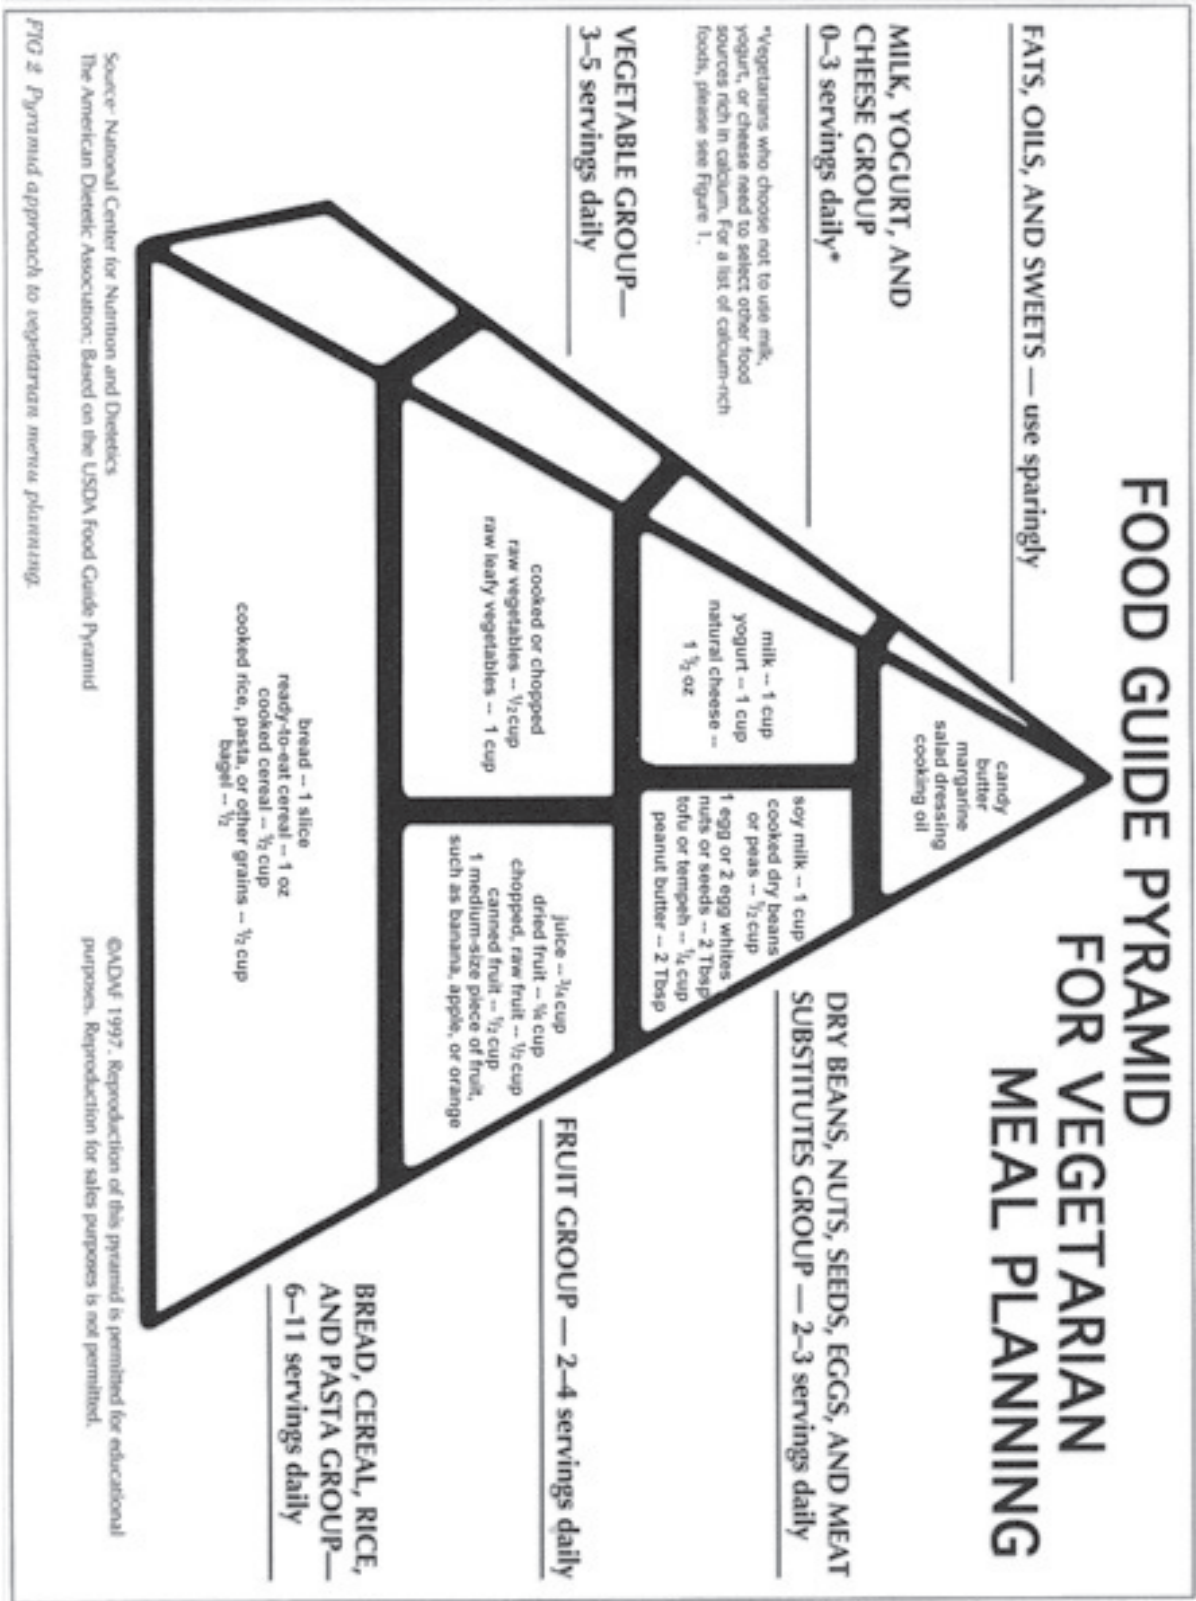 FOOD GUIDE PYRAMID
FOR VEGETARIAN
MEAL PLANNING
FATS, OILS, AND SWEETS — use sparingly
candy
butter
margarine
salad dressing
cooking oil
MILK, YOGURT, AND
CHEESE GROUP
0–3 servings daily*
*Vegetarians who choose not to use milk,
yogurt, or cheese need to select other food
sources rich in calcium. For a list of calcium-rich
foods, please see Figure 1.
milk -- 1 cup
yogurt -- 1 cup
natural cheese --
1 ½ oz
DRY BEANS, NUTS, SEEDS, EGGS, AND MEAT
SUBSTITUTES GROUP — 2–3 servings daily
soy milk -- 1 cup
cooked dry beans
or peas -- ½ cup
1 egg or 2 egg whites
nuts or seeds -- 2 Tbsp
tofu or tempeh -- ¼ cup
peanut butter -- 2 Tbsp
VEGETABLE GROUP—
3–5 servings daily
cooked or chopped
raw vegetables -- ½ cup
raw leafy vegetables -- 1 cup
FRUIT GROUP — 2–4 servings daily
juice -- ¾ cup
dried fruit -- cup
chopped, raw fruit -- ½ cup
canned fruit -- ½ cup
1 medium-size piece of fruit,
such as banana, apple, or orange
BREAD, CEREAL, RICE,
AND PASTA GROUP—
6–11 servings daily
bread -- 1 slice
ready-to-eat cereal -- 1 oz
cooked cereal -- ½ cup
cooked rice, pasta, or other grains -- ½ cup
bagel -- ½
Source: National Center for Nutrition and Dietetics
The American Dietetic Association; Based on the USDA Food Guide Pyramid
©ADAF 1997. Reproduction of this pyramid is permitted for educational
purposes. Reproduction for sales purposes is not permitted.
FIG 2 Pyramid approach to vegetarian menu planning.